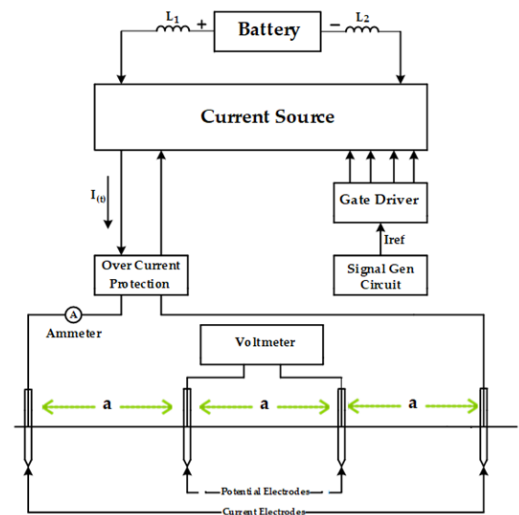 L1
+
Battery
−
L2
Current Source
I(t)
Gate Driver
Iref
Over Current
Protection
Signal Gen
Circuit
A
Ammeter
Voltmeter
a
a
a
Potential Electrodes
Current Electrodes